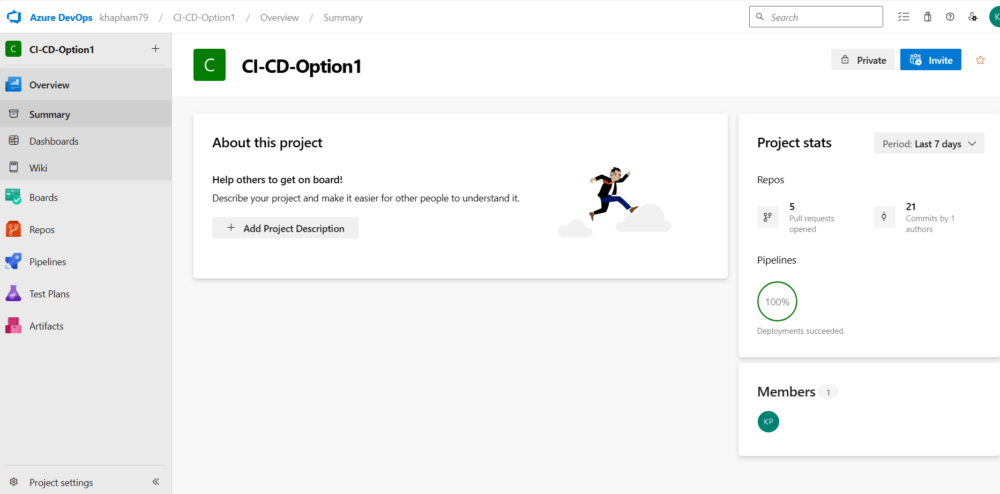 Azure DevOps khapham79 / CI-CD-Option1 / Overview / Summary
Search
K
C CI-CD-Option1 +
Overview
Summary
Dashboards
Wiki
Boards
Repos
Pipelines
Test Plans
Artifacts
Project settings
C CI-CD-Option1
Private
Invite
About this project
Help others to get on board!
Describe your project and make it easier for other people to understand it.
+ Add Project Description
Project stats
Period: Last 7 days
Repos
5
Pull requests
opened
21
Commits by 1
authors
Pipelines
100%
Deployments succeeded
Members 1
KP